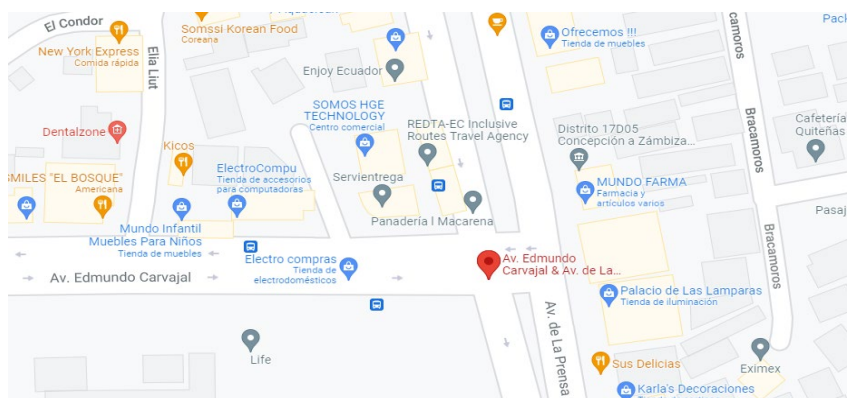 El Condor
Somssi Korean Food
Coreana
Ofrecemos !!!
Tienda de muebles
Pack
New York Express
Comida rápida
Elia Liut
Enjoy Ecuador
SOMOS HGE
TECHNOLOGY
Centro comercial
REDTA-EC Inclusive
Routes Travel Agency
Bracamoros
Cafetería
Quiteñas
Dentalzone
Kicos
Distrito 17D05
Concepción a Zámbiza...
SMILES "EL BOSQUE"
Americana
ElectroCompu
Tienda de accesorios
para computadoras
Servientrega
MUNDO FARMA
Farmacia y
artículos varios
Mundo Infantil
Muebles Para Niños
Tienda de muebles
Panadería l Macarena
Bracamoros
Pasaj
Electro compras
Tienda de
electrodomésticos
Av. Edmundo
Carvajal & Av. de La...
Av. Edmundo Carvajal
Palacio de Las Lamparas
Tienda de iluminación
Av. de La Prensa
Life
Sus Delicias
Eximex
Karla's Decoraciones